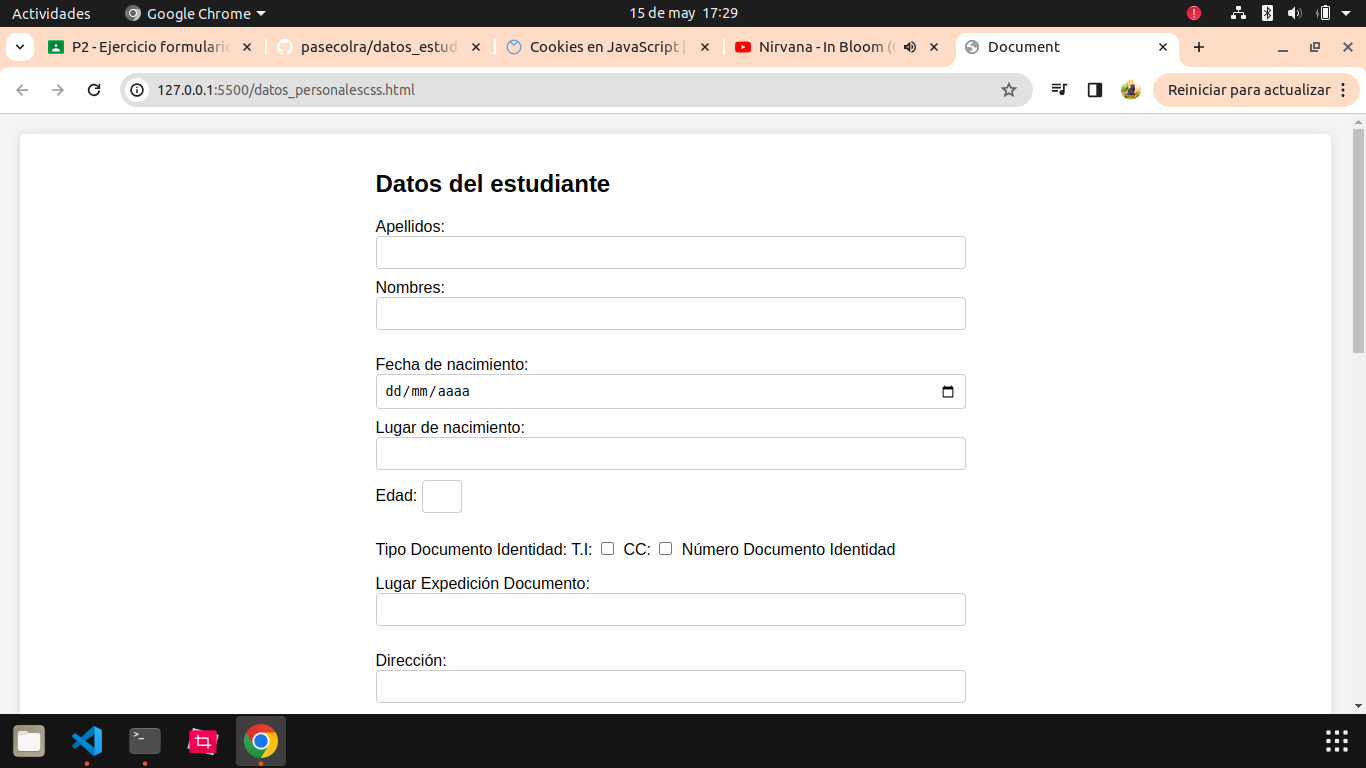 Actividades Google Chrome 15 de may 17:29
P2 - Ejercicio formulario pasecolra/datos_estud Cookies en JavaScript | Nirvana - In Bloom ( Document
127.0.0.1:5500/datos_personalescss.html Reiniciar para actualizar
Datos del estudiante
Apellidos:
Nombres:
Fecha de nacimiento:
dd/mm/aaaa
Lugar de nacimiento:
Edad:
Tipo Documento Identidad: T.I: CC: Número Documento Identidad
Lugar Expedición Documento:
Dirección: